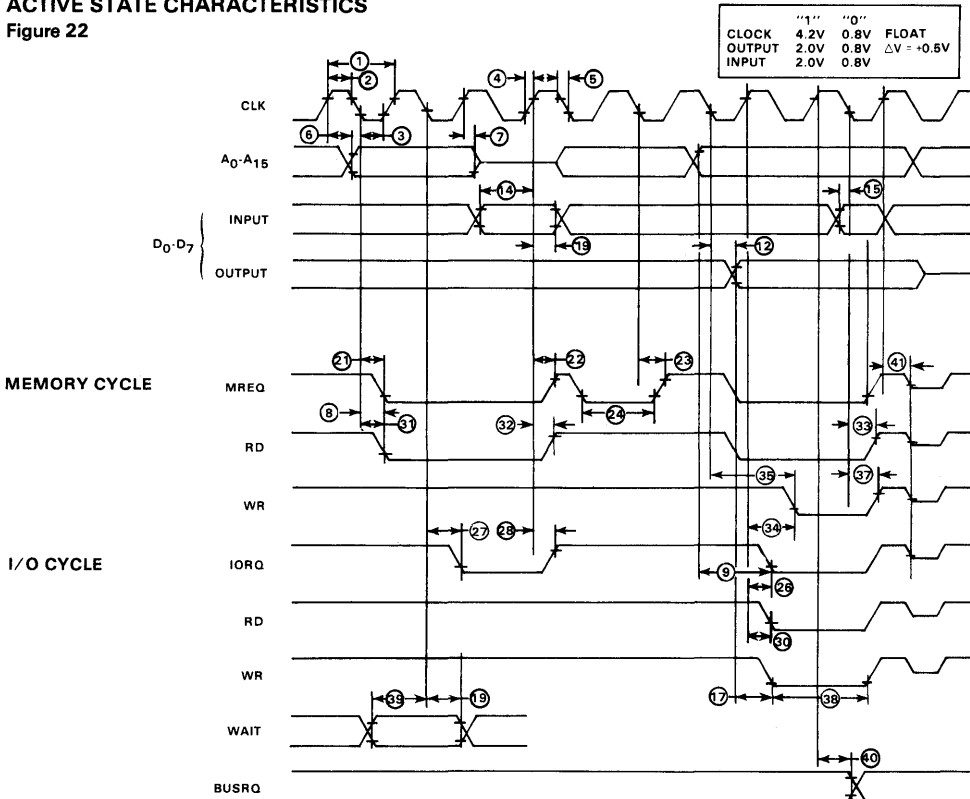 ACTIVE STATE CHARACTERISTICS
Figure 22
"1" "0"
CLOCK 4.2V 0.8V FLOAT
OUTPUT 2.0V 0.8V △V = +0.5V
INPUT 2.0V 0.8V
1
2 4 5
CLK
6 3 7
A0-A15
14 15
INPUT
D0-D7
19 12
OUTPUT
21 22 23 41
MEMORY CYCLE
MREQ
8 31 32 24 33
RD
35 37
WR
34
27 28
I/O CYCLE
IORQ
9
26
RD
30
WR
39 19 17 38
WAIT
40
BUSRQ